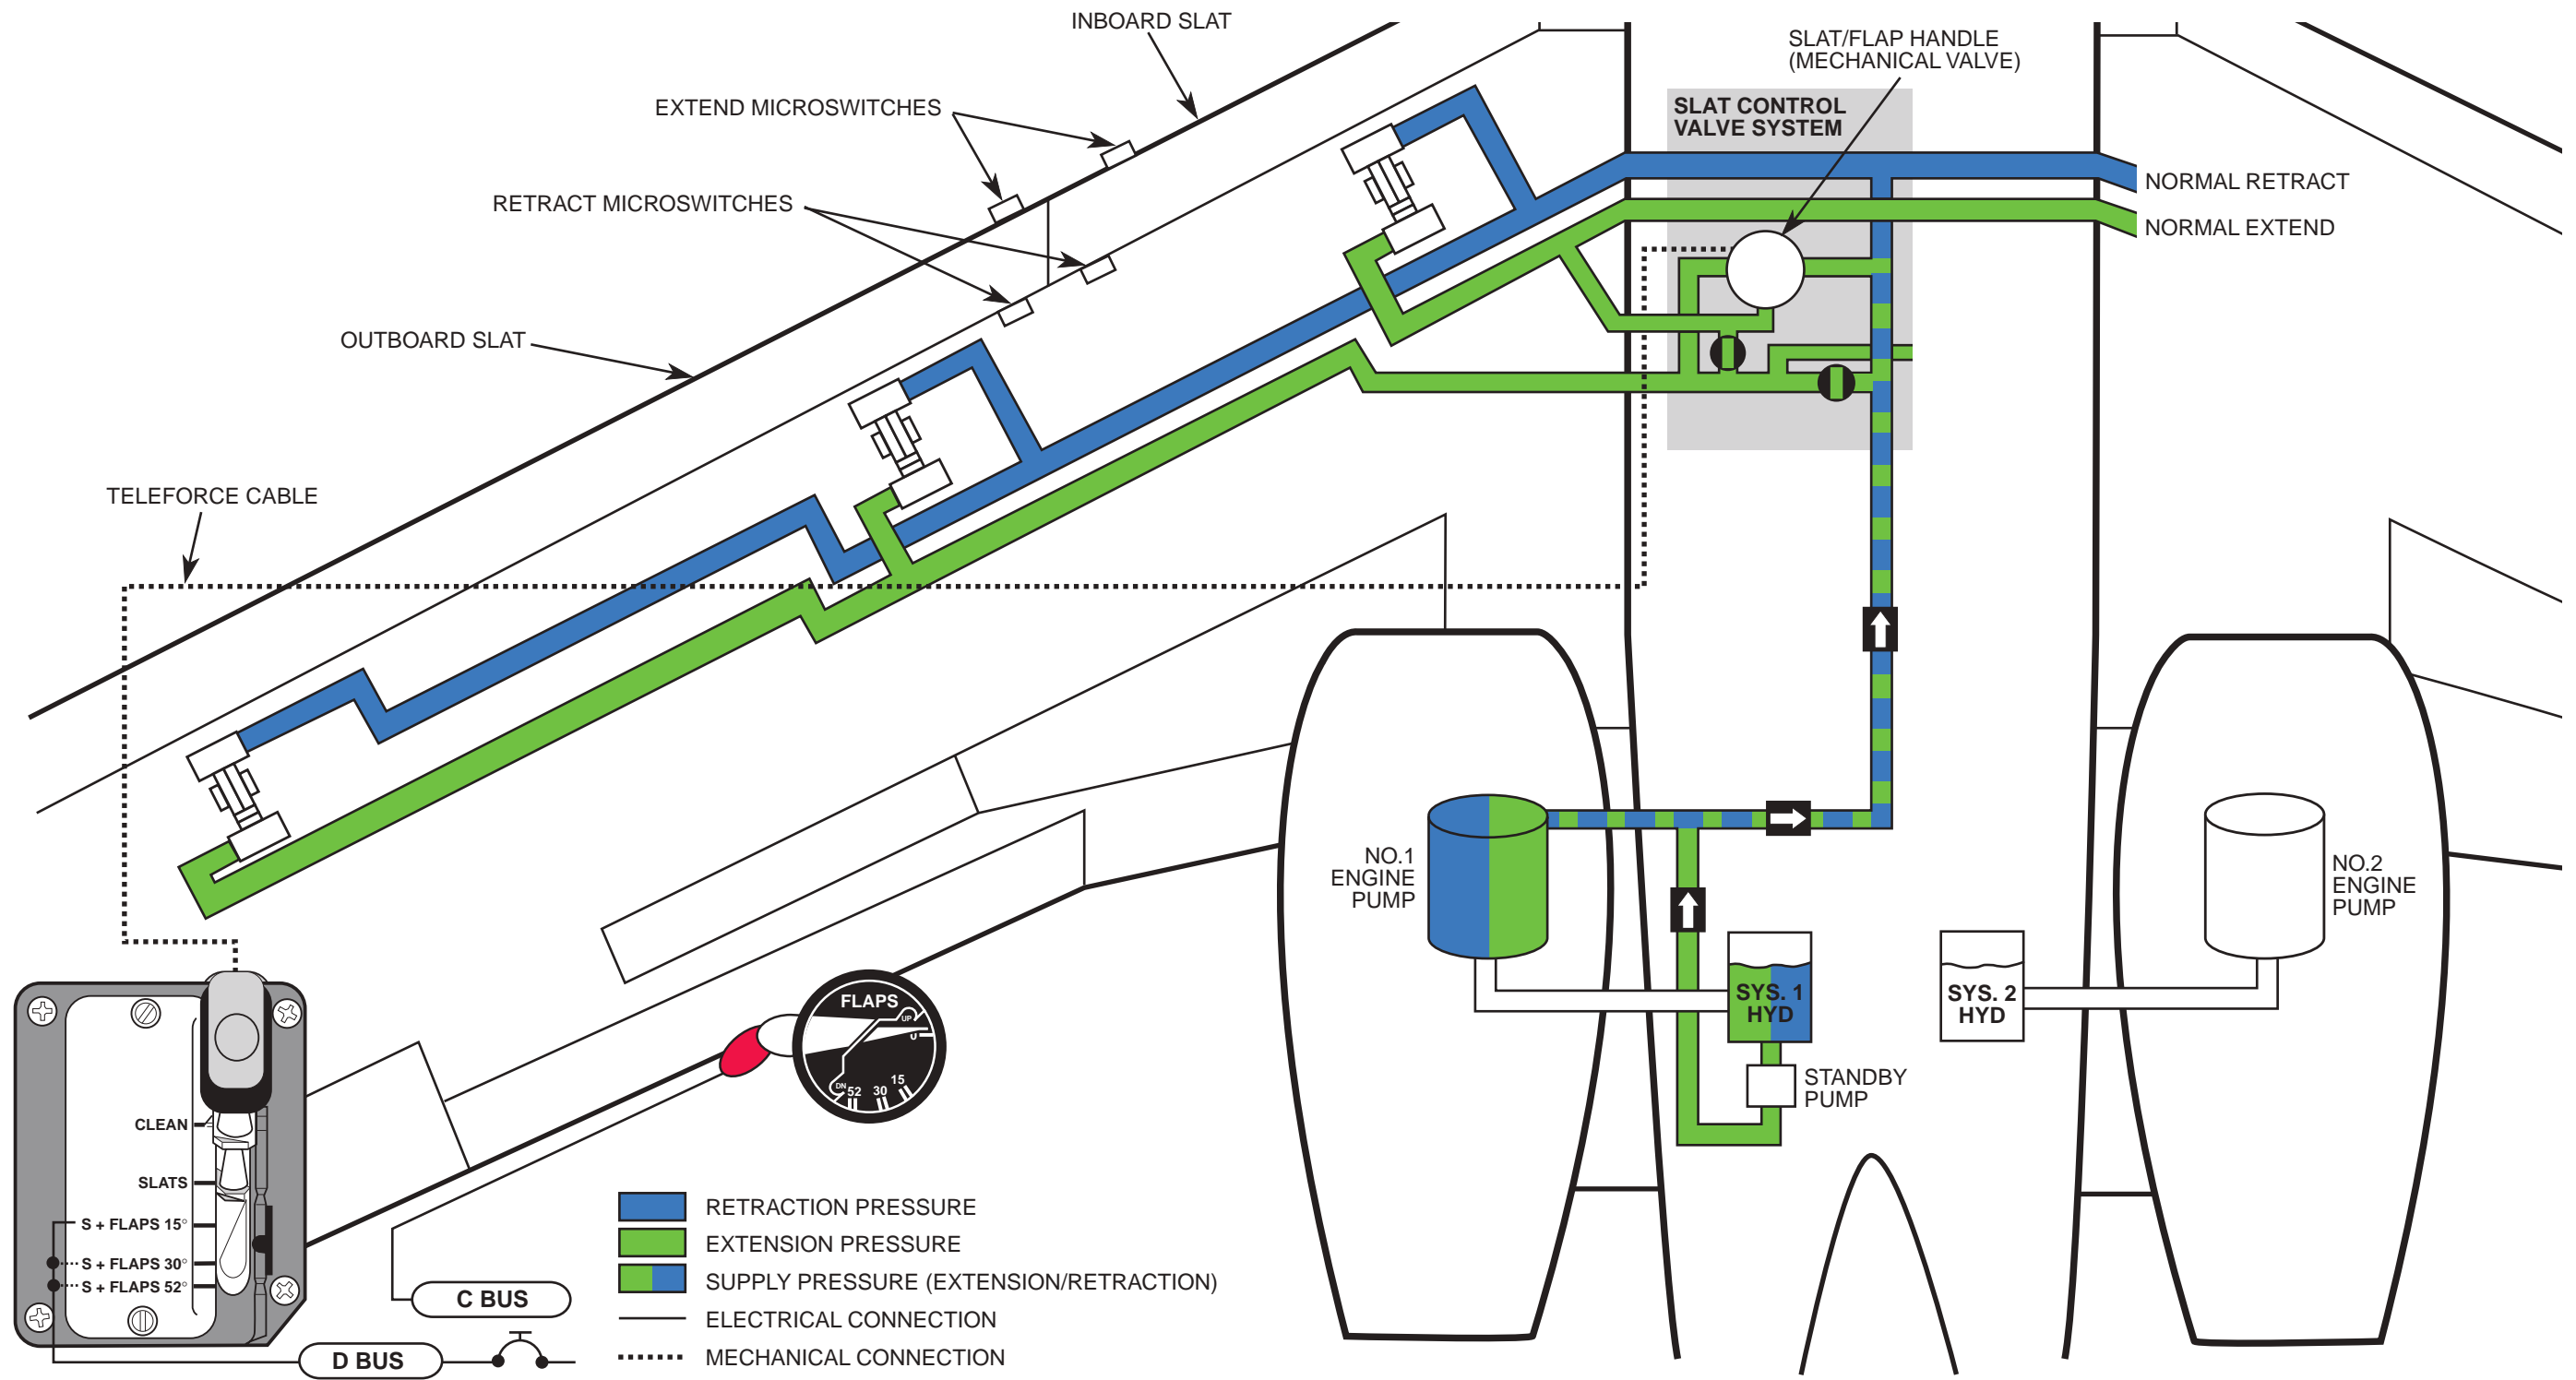 INBOARD SLAT
SLAT/FLAP HANDLE
(MECHANICAL VALVE)
EXTEND MICROSWITCHES
SLAT CONTROL
VALVE SYSTEM
RETRACT MICROSWITCHES
NORMAL RETRACT
NORMAL EXTEND
OUTBOARD SLAT
TELEFORCE CABLE
NO.1
ENGINE
PUMP
NO.2
ENGINE
PUMP
SYS. 1
HYD
SYS. 2
HYD
STANDBY
PUMP
FLAPS
UP
0
DN
52
30
15
CLEAN
SLATS
S + FLAPS 15°
S + FLAPS 30°
S + FLAPS 52°
C BUS
D BUS
RETRACTION PRESSURE
EXTENSION PRESSURE
SUPPLY PRESSURE (EXTENSION/RETRACTION)
ELECTRICAL CONNECTION
MECHANICAL CONNECTION